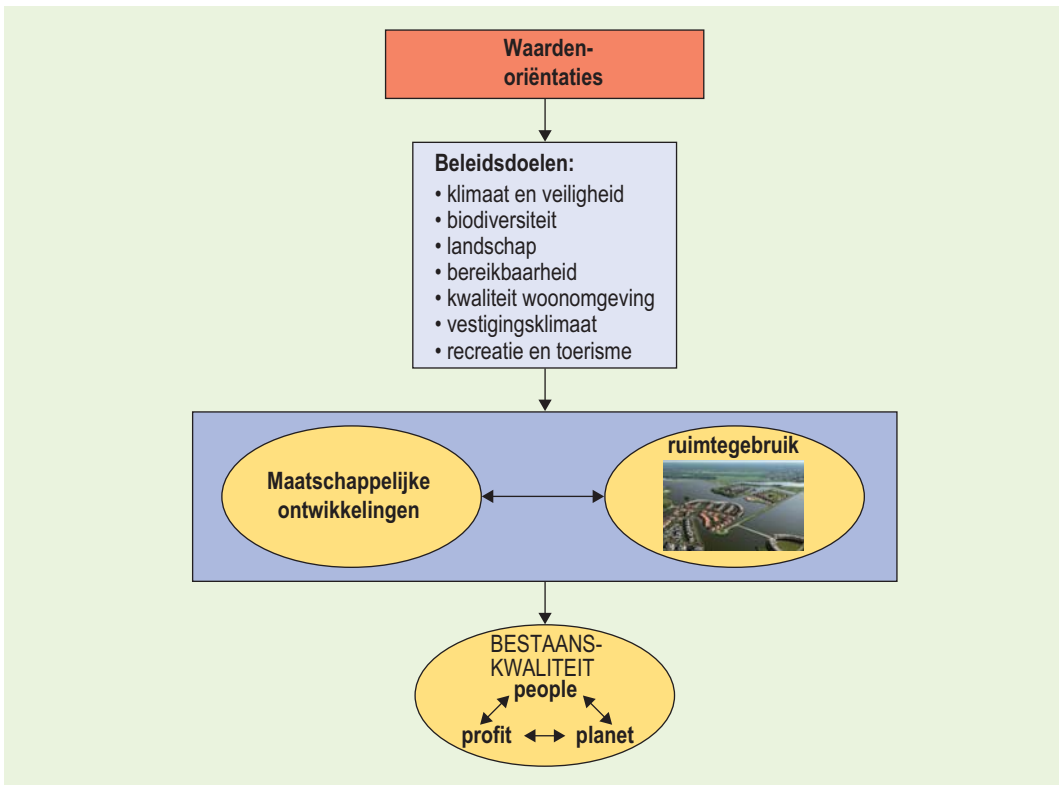 Waarden-
oriëntaties
Beleidsdoelen:
• klimaat en veiligheid
• biodiversiteit
• landschap
• bereikbaarheid
• kwaliteit woonomgeving
• vestigingsklimaat
• recreatie en toerisme
Maatschappelijke
ontwikkelingen
ruimtegebruik
BESTAANS-
KWALITEIT
people
profit planet